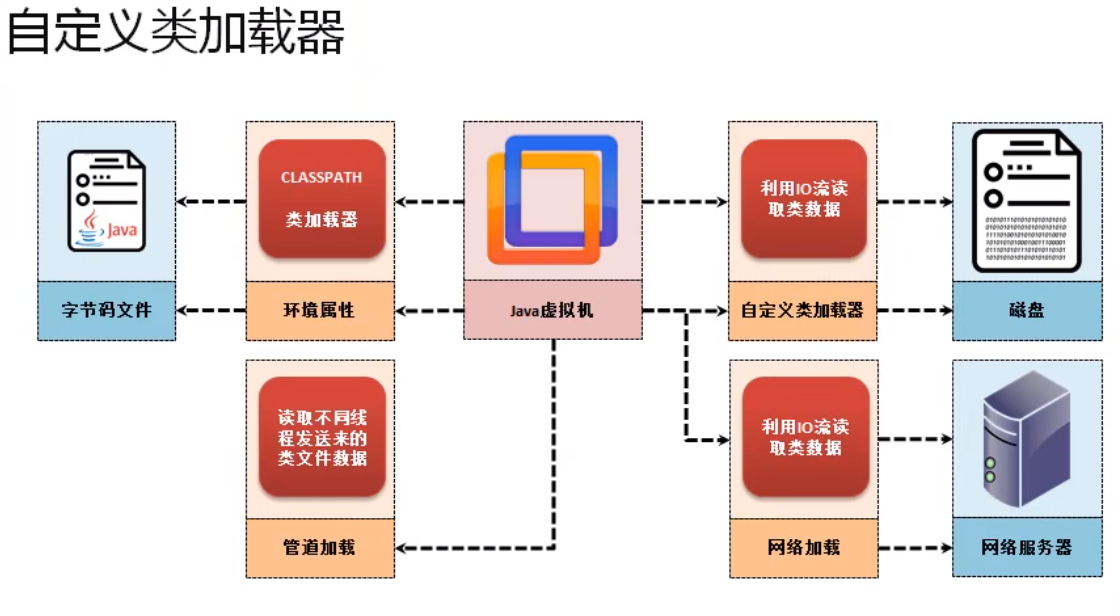 自定义类加载器
CLASSPATH
类加载器
利用IO流读
取类数据
Java
字节码文件
环境属性
Java虚拟机
自定义类加载器
磁盘
读取不同线
程发送来的
类文件数据
利用IO流读
取类数据
管道加载
网络加载
网络服务器